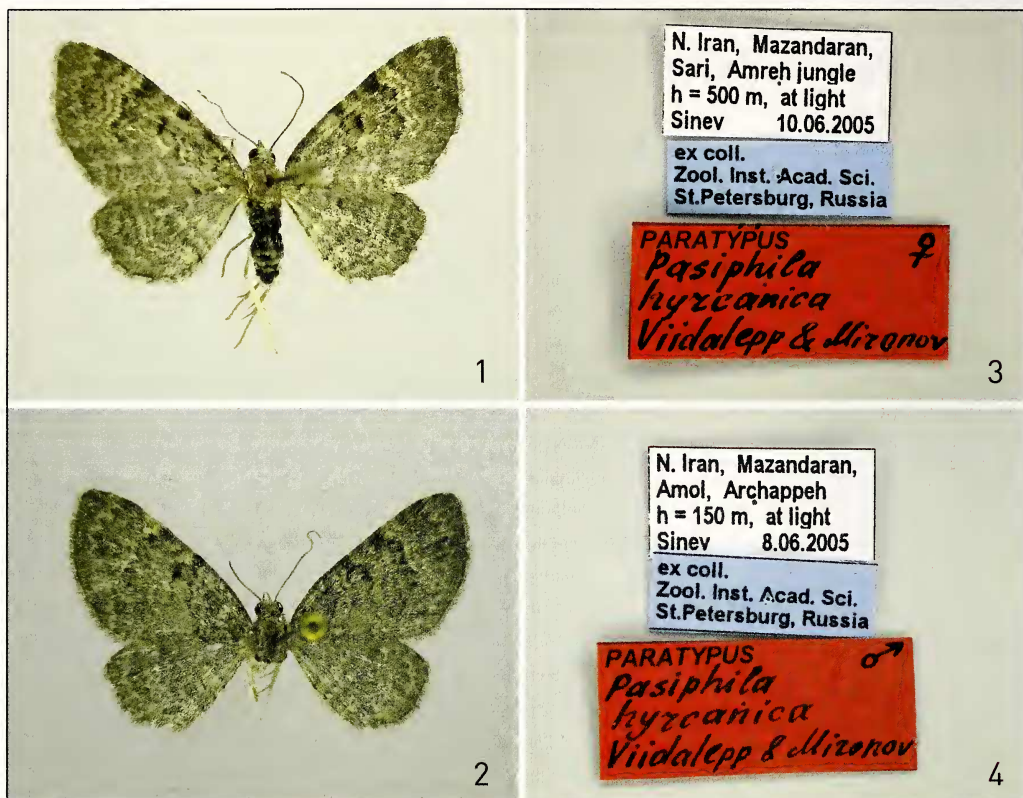 1
N. Iran, Mazandaran,
Sari, Amreh jungle
h = 500 m, at light
Sinev 10.06.2005
ex coll.
Zool. Inst. Acad. Sci.
St.Petersburg, Russia
PARATYPUS ♀
Pasiphila
hyrcanica
Viidalepp & Mironov
3
2
N. Iran, Mazandaran,
Amol, Archappeh
h = 150 m, at light
Sinev 8.06.2005
ex coll.
Zool. Inst. Acad. Sci.
St.Petersburg, Russia
PARATYPUS ♂
Pasiphila
hyrcanica
Viidalepp & Mironov
4